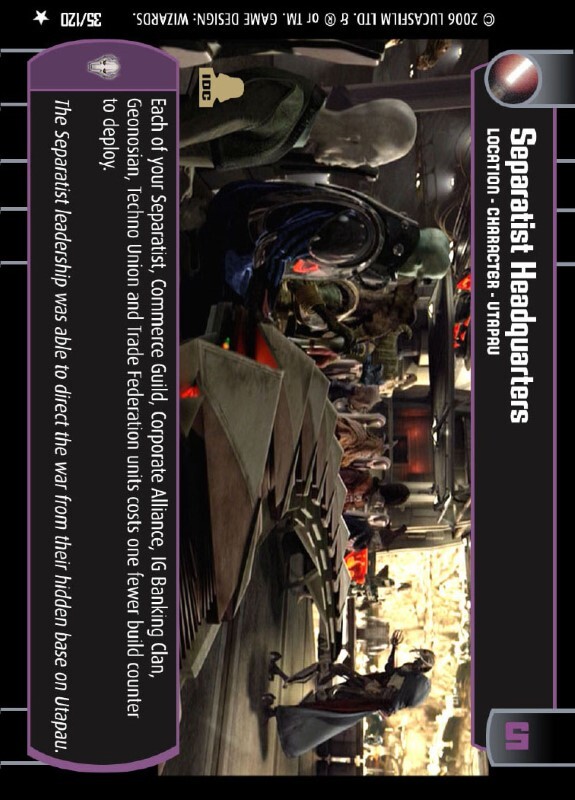 Separatist Headquarters
LOCATION - CHARACTER - UTAPAU
5
IDC
Each of your Separatist, Commerce Guild, Corporate Alliance, IG Banking Clan,
Geonosian, Techno Union and Trade Federation units costs one fewer build counter
to deploy.
The Separatist leadership was able to direct the war from their hidden base on Utapau.
© 2006 LUCASFILM LTD. & ® or TM. GAME DESIGN: WIZARDS.
35/120 ★